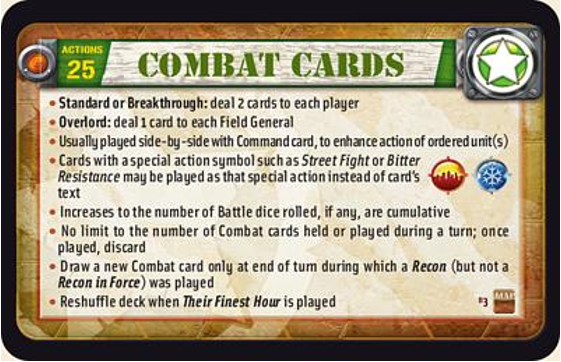 ACTIONS
25
COMBAT CARDS
• Standard or Breakthrough: deal 2 cards to each player
• Overlord: deal 1 card to each Field General
• Usually played side-by-side with Command card, to enhance action of ordered unit(s)
• Cards with a special action symbol such as Street Fight or Bitter
Resistance may be played as that special action instead of card's
text
• Increases to the number of Battle dice rolled, if any, are cumulative
• No limit to the number of Combat cards held or played during a turn; once
played, discard
• Draw a new Combat card only at end of turn during which a Recon (but not a
Recon in Force) was played
• Reshuffle deck when Their Finest Hour is played
#3